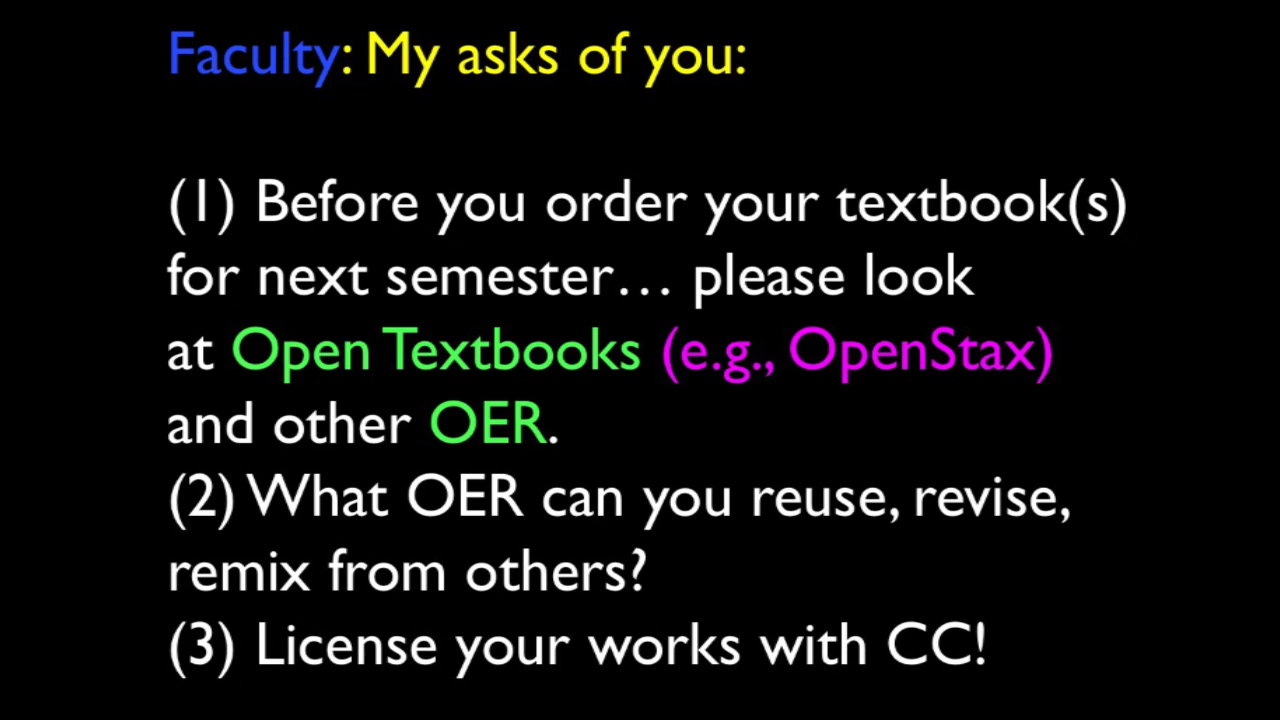 Faculty: My asks of you:
(1) Before you order your textbook(s)
for next semester… please look
at Open Textbooks (e.g., OpenStax)
and other OER.
(2) What OER can you reuse, revise,
remix from others?
(3) License your works with CC!